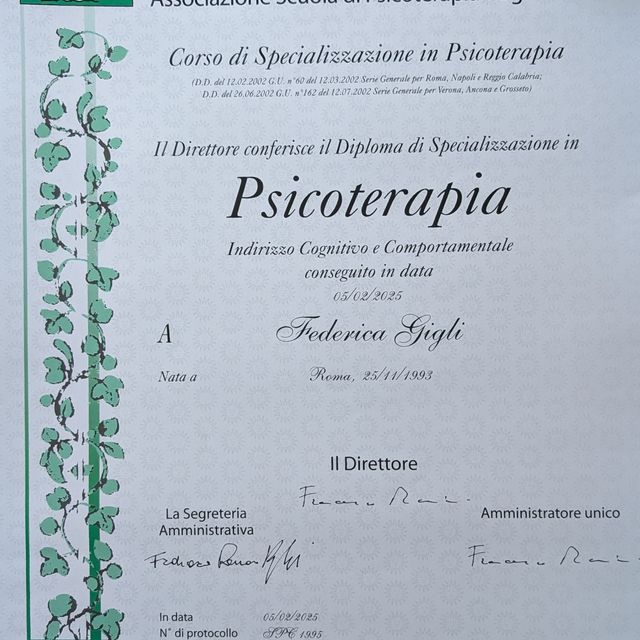 Associazione Scuola di Psicoterapia
Corso di Specializzazione in Psicoterapia
(D.D. del 12.02.2002 G.U. n°60 del 12.03.2002 Serie Generale per Roma, Napoli e Reggio Calabria;
D.D. del 26.06.2002 G.U. n°162 del 12.07.2002 Serie Generale per Verona, Ancona e Grosseto)
Il Direttore conferisce il Diploma di Specializzazione in
Psicoterapia
Indirizzo Cognitivo e Comportamentale
conseguito in data
05/02/2025
A Federica Gigli
Nata a Roma, 25/11/1993
Il Direttore
La Segreteria
Amministrativa
Amministratore unico
In data 05/02/2025
N° di protocollo SPC 1995